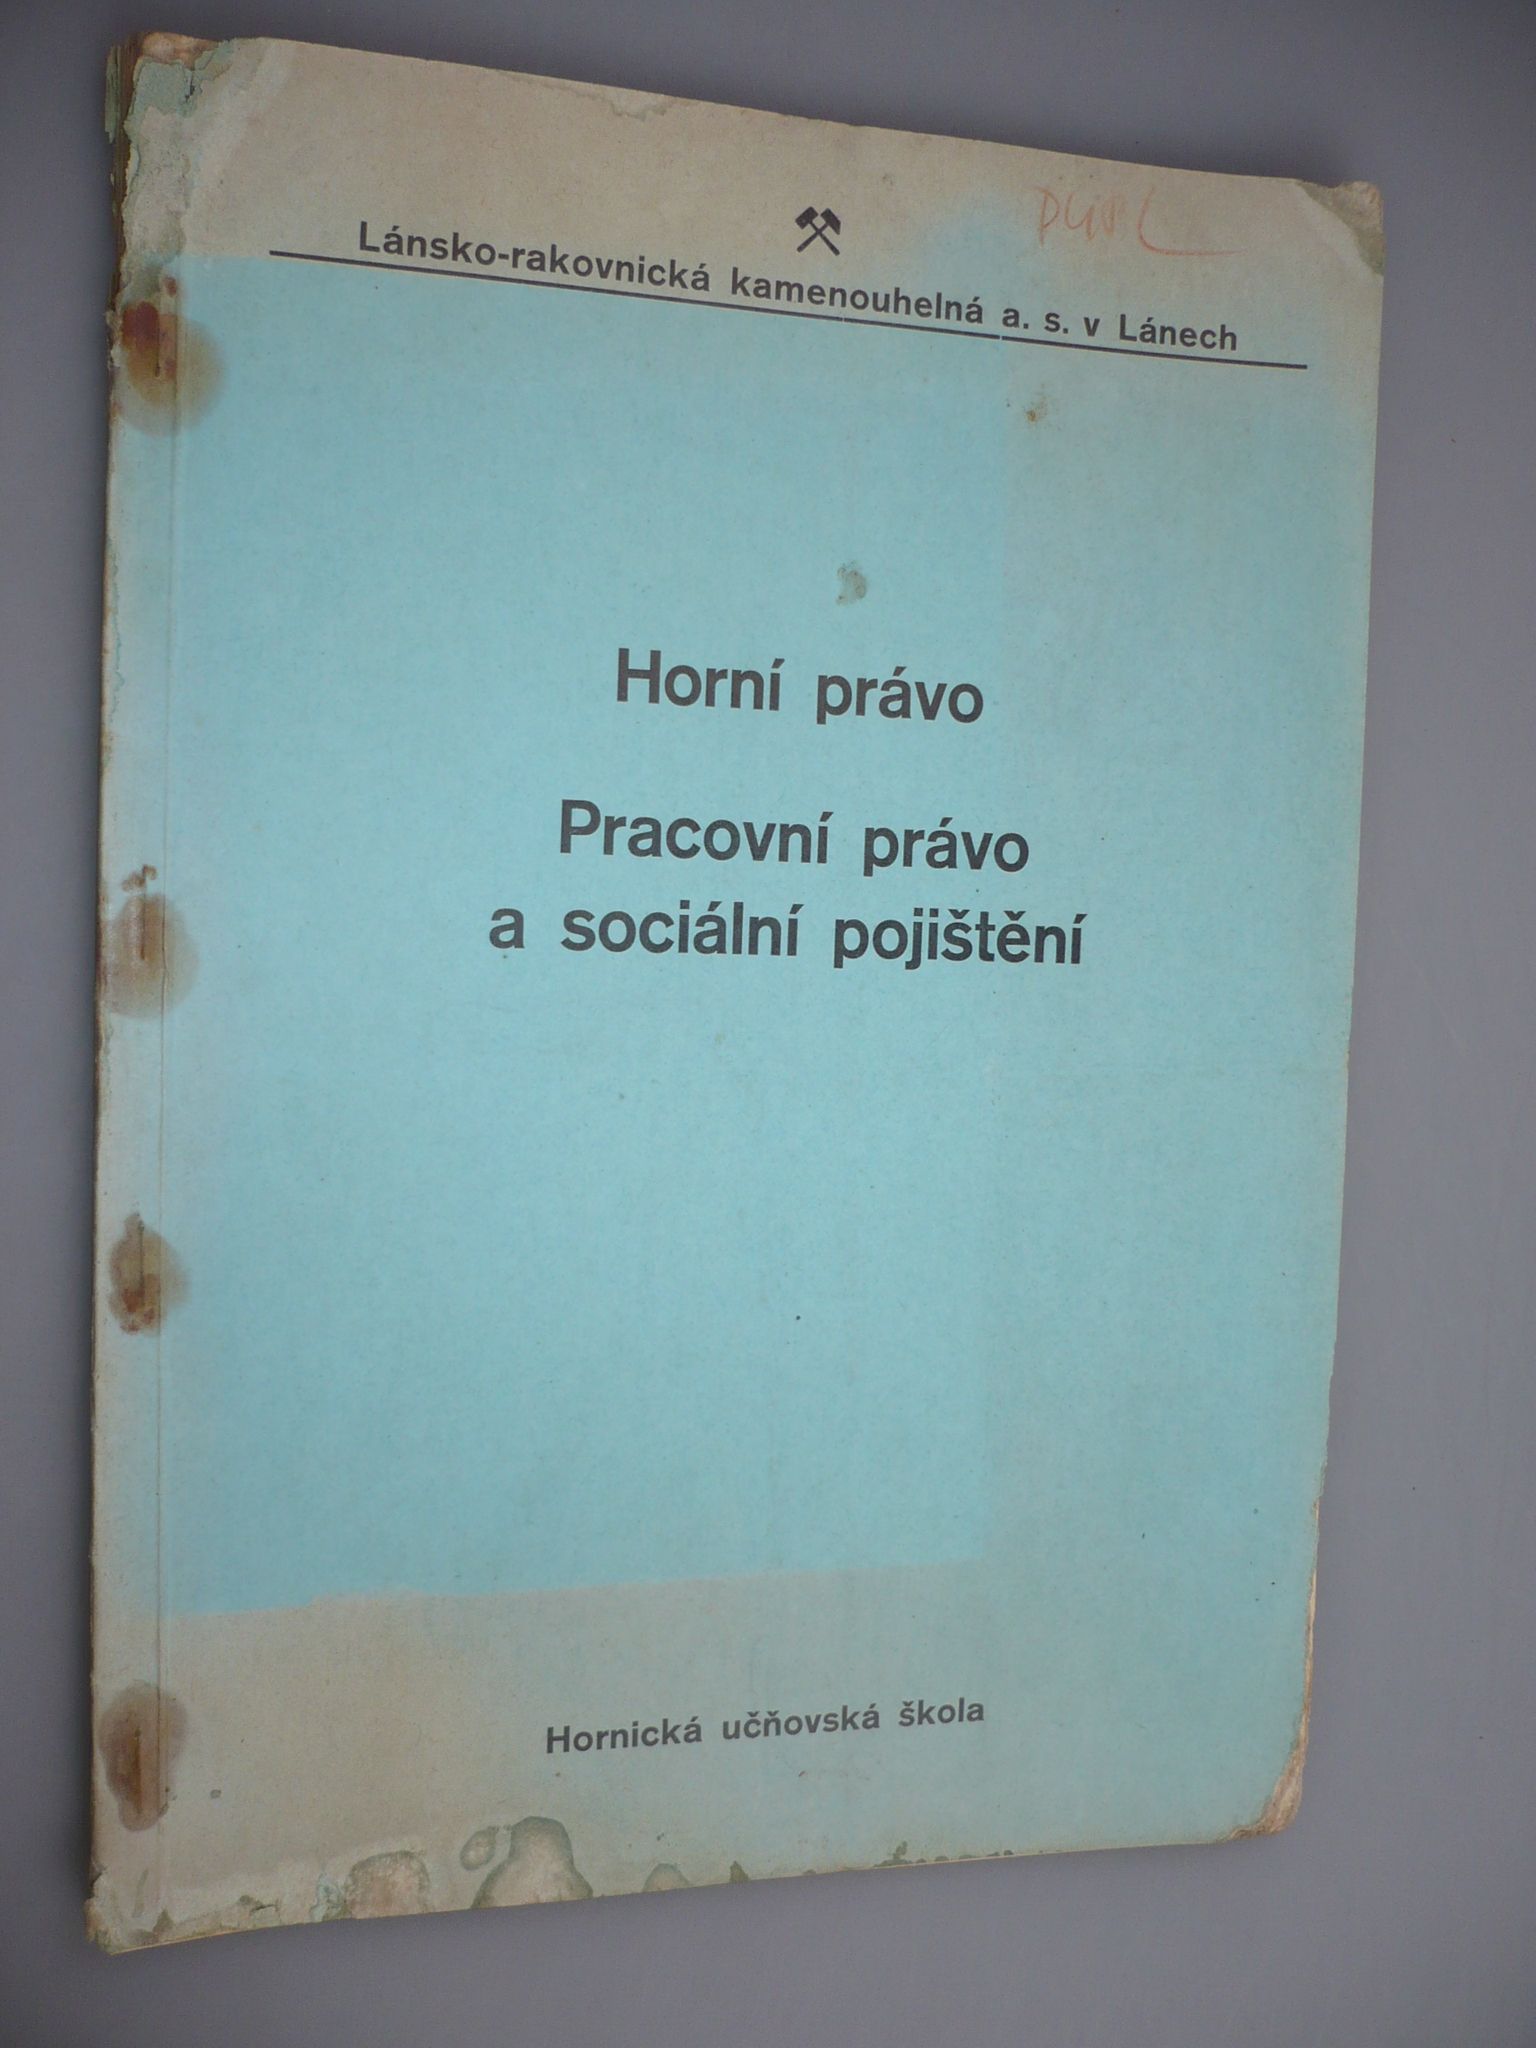 Lánsko-rakovnická kamenouhelná a. s. v Lánech
Horní právo
Pracovní právo
a sociální pojištění
Hornická učňovská škola